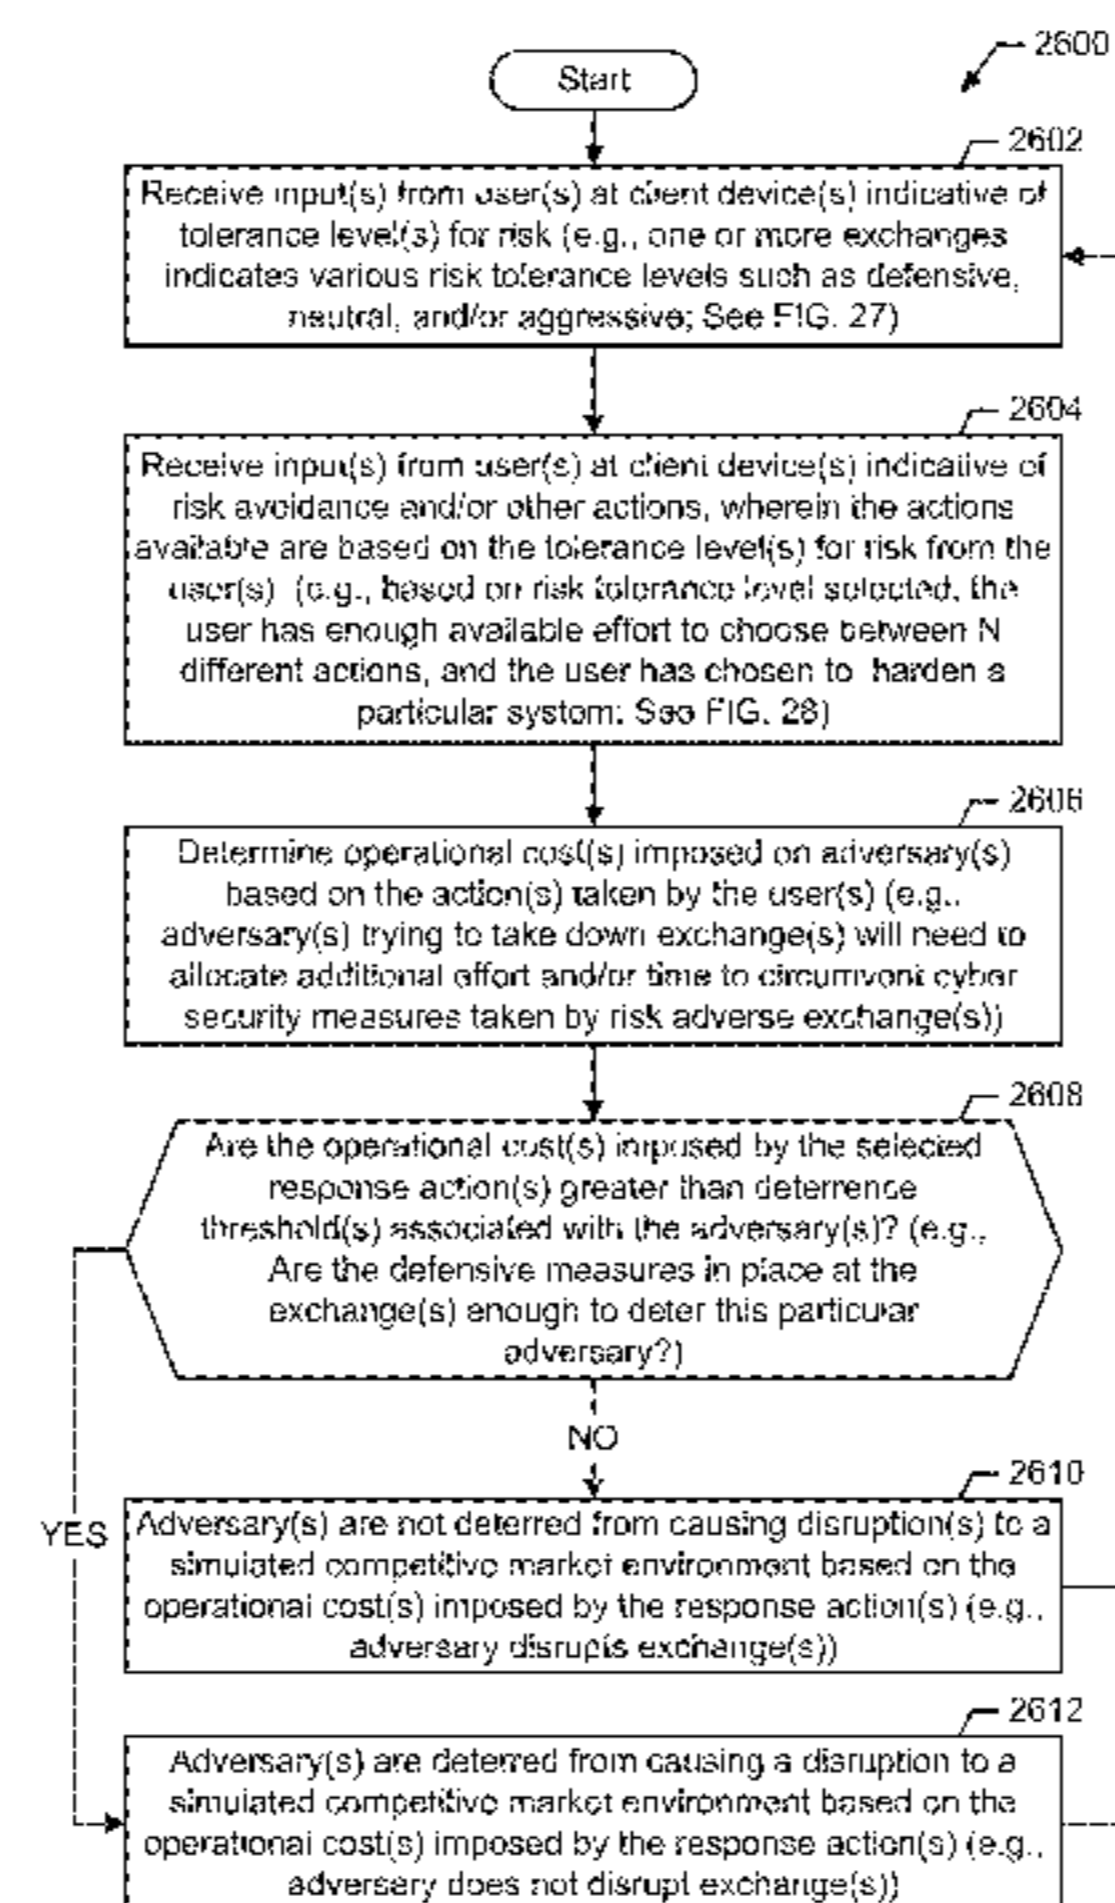 2600
Start
2602
Receive input(s) from user(s) at client device(s) indicative of
tolerance level(s) for risk (e.g., one or more exchanges
indicates various risk tolerance levels such as defensive,
neutral, and/or aggressive; See FIG. 27)
2604
Receive input(s) from user(s) at client device(s) indicative of
risk avoidance and/or other actions, wherein the actions
available are based on the tolerance level(s) for risk from the
user(s) (e.g., based on risk tolerance level selected, the
user has enough available effort to choose between N
different actions, and the user has chosen to harden a
particular system; See FIG. 28)
2606
Determine operational cost(s) imposed on adversary(s)
based on the action(s) taken by the user(s) (e.g.,
adversary(s) trying to take down exchange(s) will need to
allocate additional effort and/or time to circumvent cyber
security measures taken by risk adverse exchange(s))
2608
Are the operational cost(s) imposed by the selected
response action(s) greater than deterrence
threshold(s) associated with the adversary(s)? (e.g.,
Are the defensive measures in place at the
exchange(s) enough to deter this particular
adversary?)
NO
2610
YES
Adversary(s) are not deterred from causing disruption(s) to a
simulated competitive market environment based on the
operational cost(s) imposed by the response action(s) (e.g.,
adversary disrupts exchange(s))
2612
Adversary(s) are deterred from causing a disruption to a
simulated competitive market environment based on the
operational cost(s) imposed by the response action(s) (e.g.,
adversary does not disrupt exchange(s))